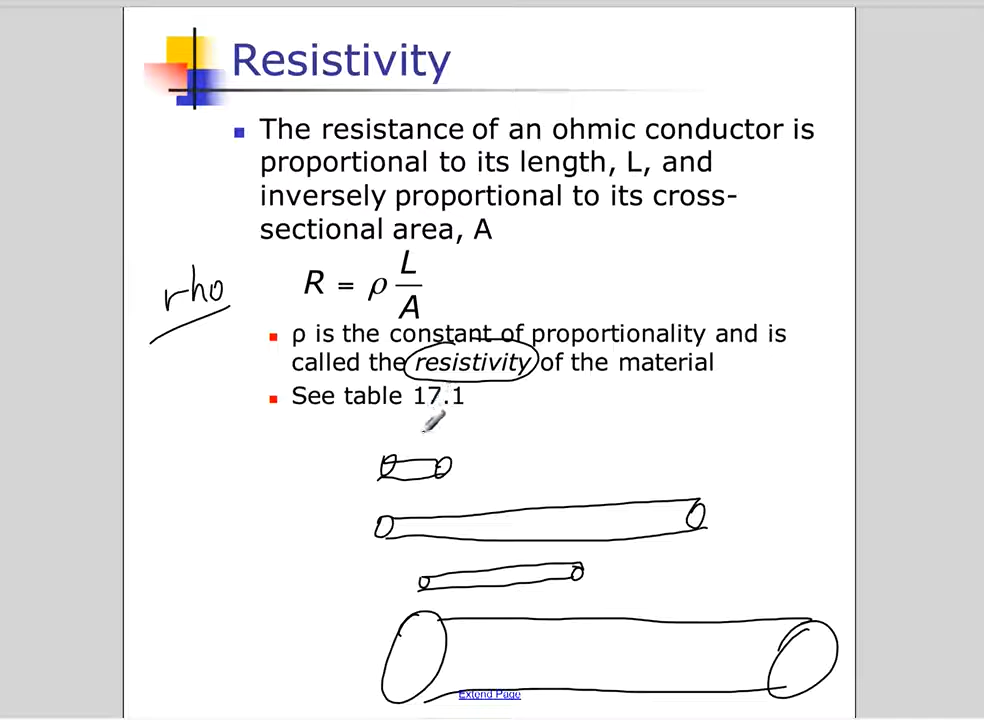 Resistivity
The resistance of an ohmic conductor is
proportional to its length, L, and
inversely proportional to its cross-
sectional area, A
rho
R = ρ L/A
ρ is the constant of proportionality and is
called the resistivity of the material
See table 17.1
Extend Page